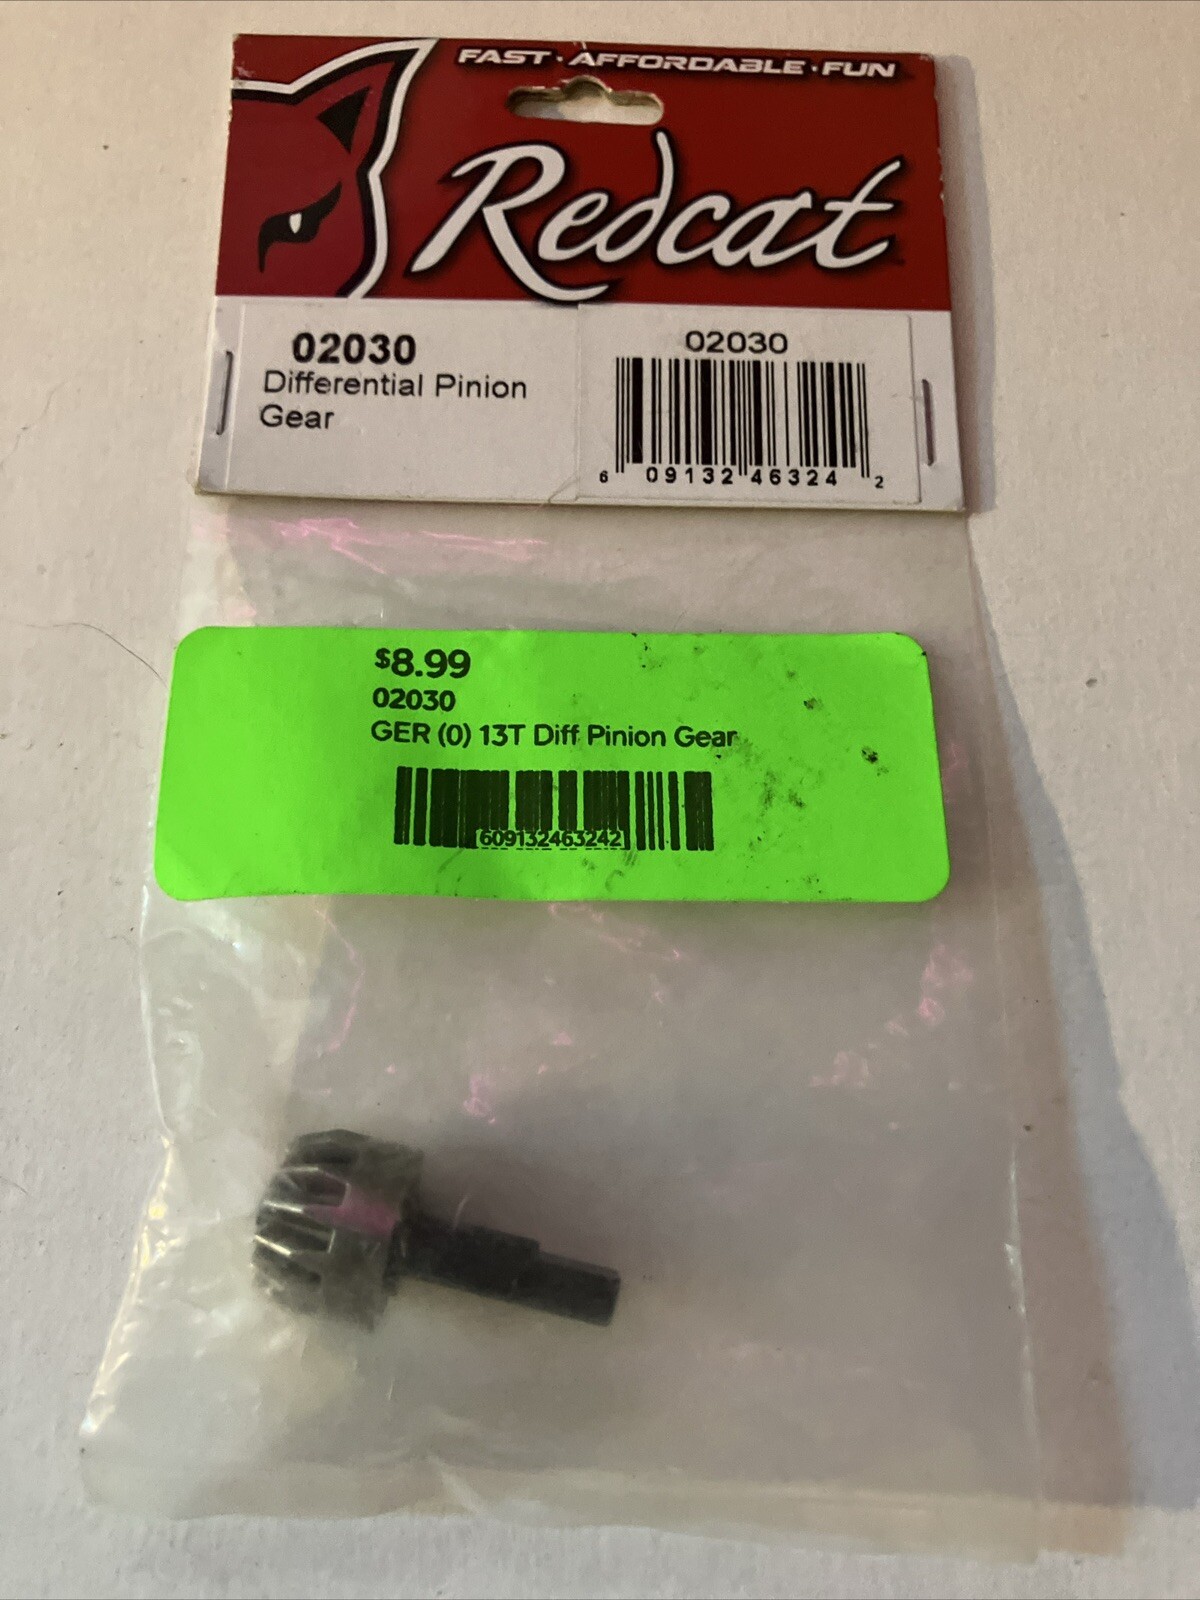 FAST · AFFORDABLE · FUN
Redcat
02030
Differential Pinion
Gear
02030
6 09132 46324 2
$8.99
02030
GER (0) 13T Diff Pinion Gear
609132463242